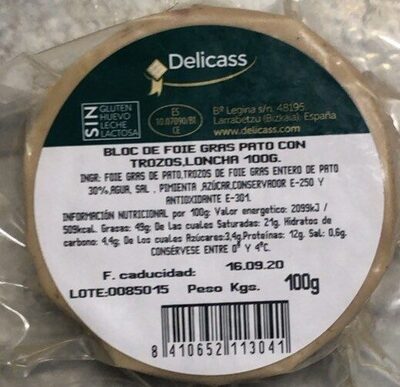 Delicass
SIN GLUTEN HUEVO LECHE LACTOSA
ES
10.07090/BI
CE
Bº Legina s/n. 48195
Larrabetzu (Bizkaia), España
www.delicass.com
BLOC DE FOIE GRAS PATO CON
TROZOS,LONCHA 100G.
INGR: FOIE GRAS DE PATO,TROZOS DE FOIE GRAS ENTERO DE PATO
30%,AGUA, SAL , PIMIENTA ,AZÚCAR,CONSERVADOR E-250 Y
ANTIOXIDANTE E-301.
INFORMACIÓN NUTRICIONAL por 100g: Valor energetico: 2099kJ /
509kcal. Grasas: 49g; De las cuales Saturadas: 21g. Hidratos de
carbono: 4,4g; De los cuales Azúcares:3,4g.Proteínas: 12g. Sal: 0,6g.
CONSÉRVESE ENTRE 0º Y 4ºC.
F. caducidad: 16.09.20
LOTE:0085015 Peso Kgs. 100g
8 410652 113041